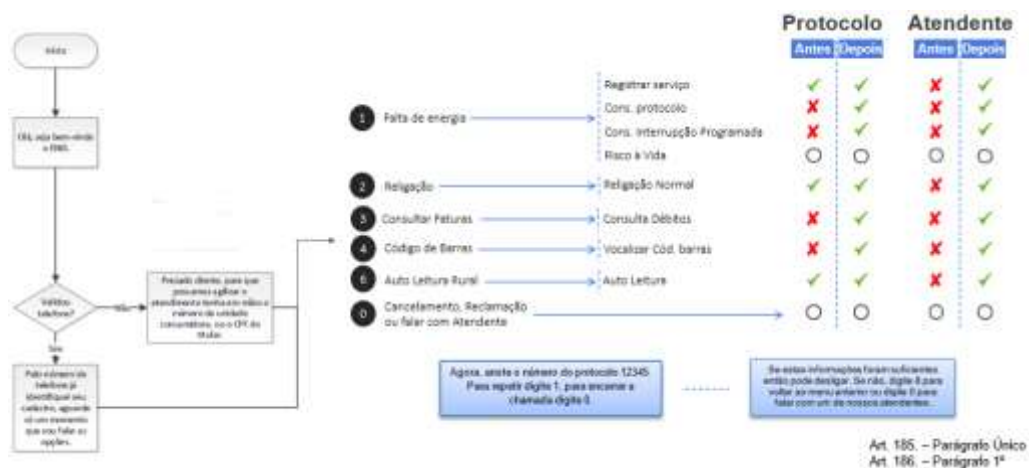 Protocolo Atendente
Antes Depois Antes Depois
Início
Olá, seja bem-vindo
Validou
telefone?
Não
Sim
Prezado cliente, para que
possamos agilizar o
atendimento tenha em mãos o
número da unidade
consumidora, ou o CPF do
titular.
Pelo número do
telefone já
identifiquei seu
cadastro, aguarde
só um momento
que vou falar as
opções.
1 Falta de energia
Registrar serviço
Cons. protocolo
Cons. Interrupção Programada
Risco à Vida
2 Religação Religação Normal
3 Consultar Faturas Consulta Débitos
4 Código de Barras Vocalizar Cód. barras
6 Auto Leitura Rural Auto Leitura
0 Cancelamento, Reclamação
ou falar com Atendente
Agora, anote o número do protocolo 12345
Para repetir digite 1, para encerrar a
chamada digite 0.
........
Se estas informações foram suficientes
então pode desligar. Se não, digite 8 para
voltar ao menu anterior ou digite 0 para
falar com um de nossos atendentes.
Art. 185. – Parágrafo Único
Art. 186. – Parágrafo 1º